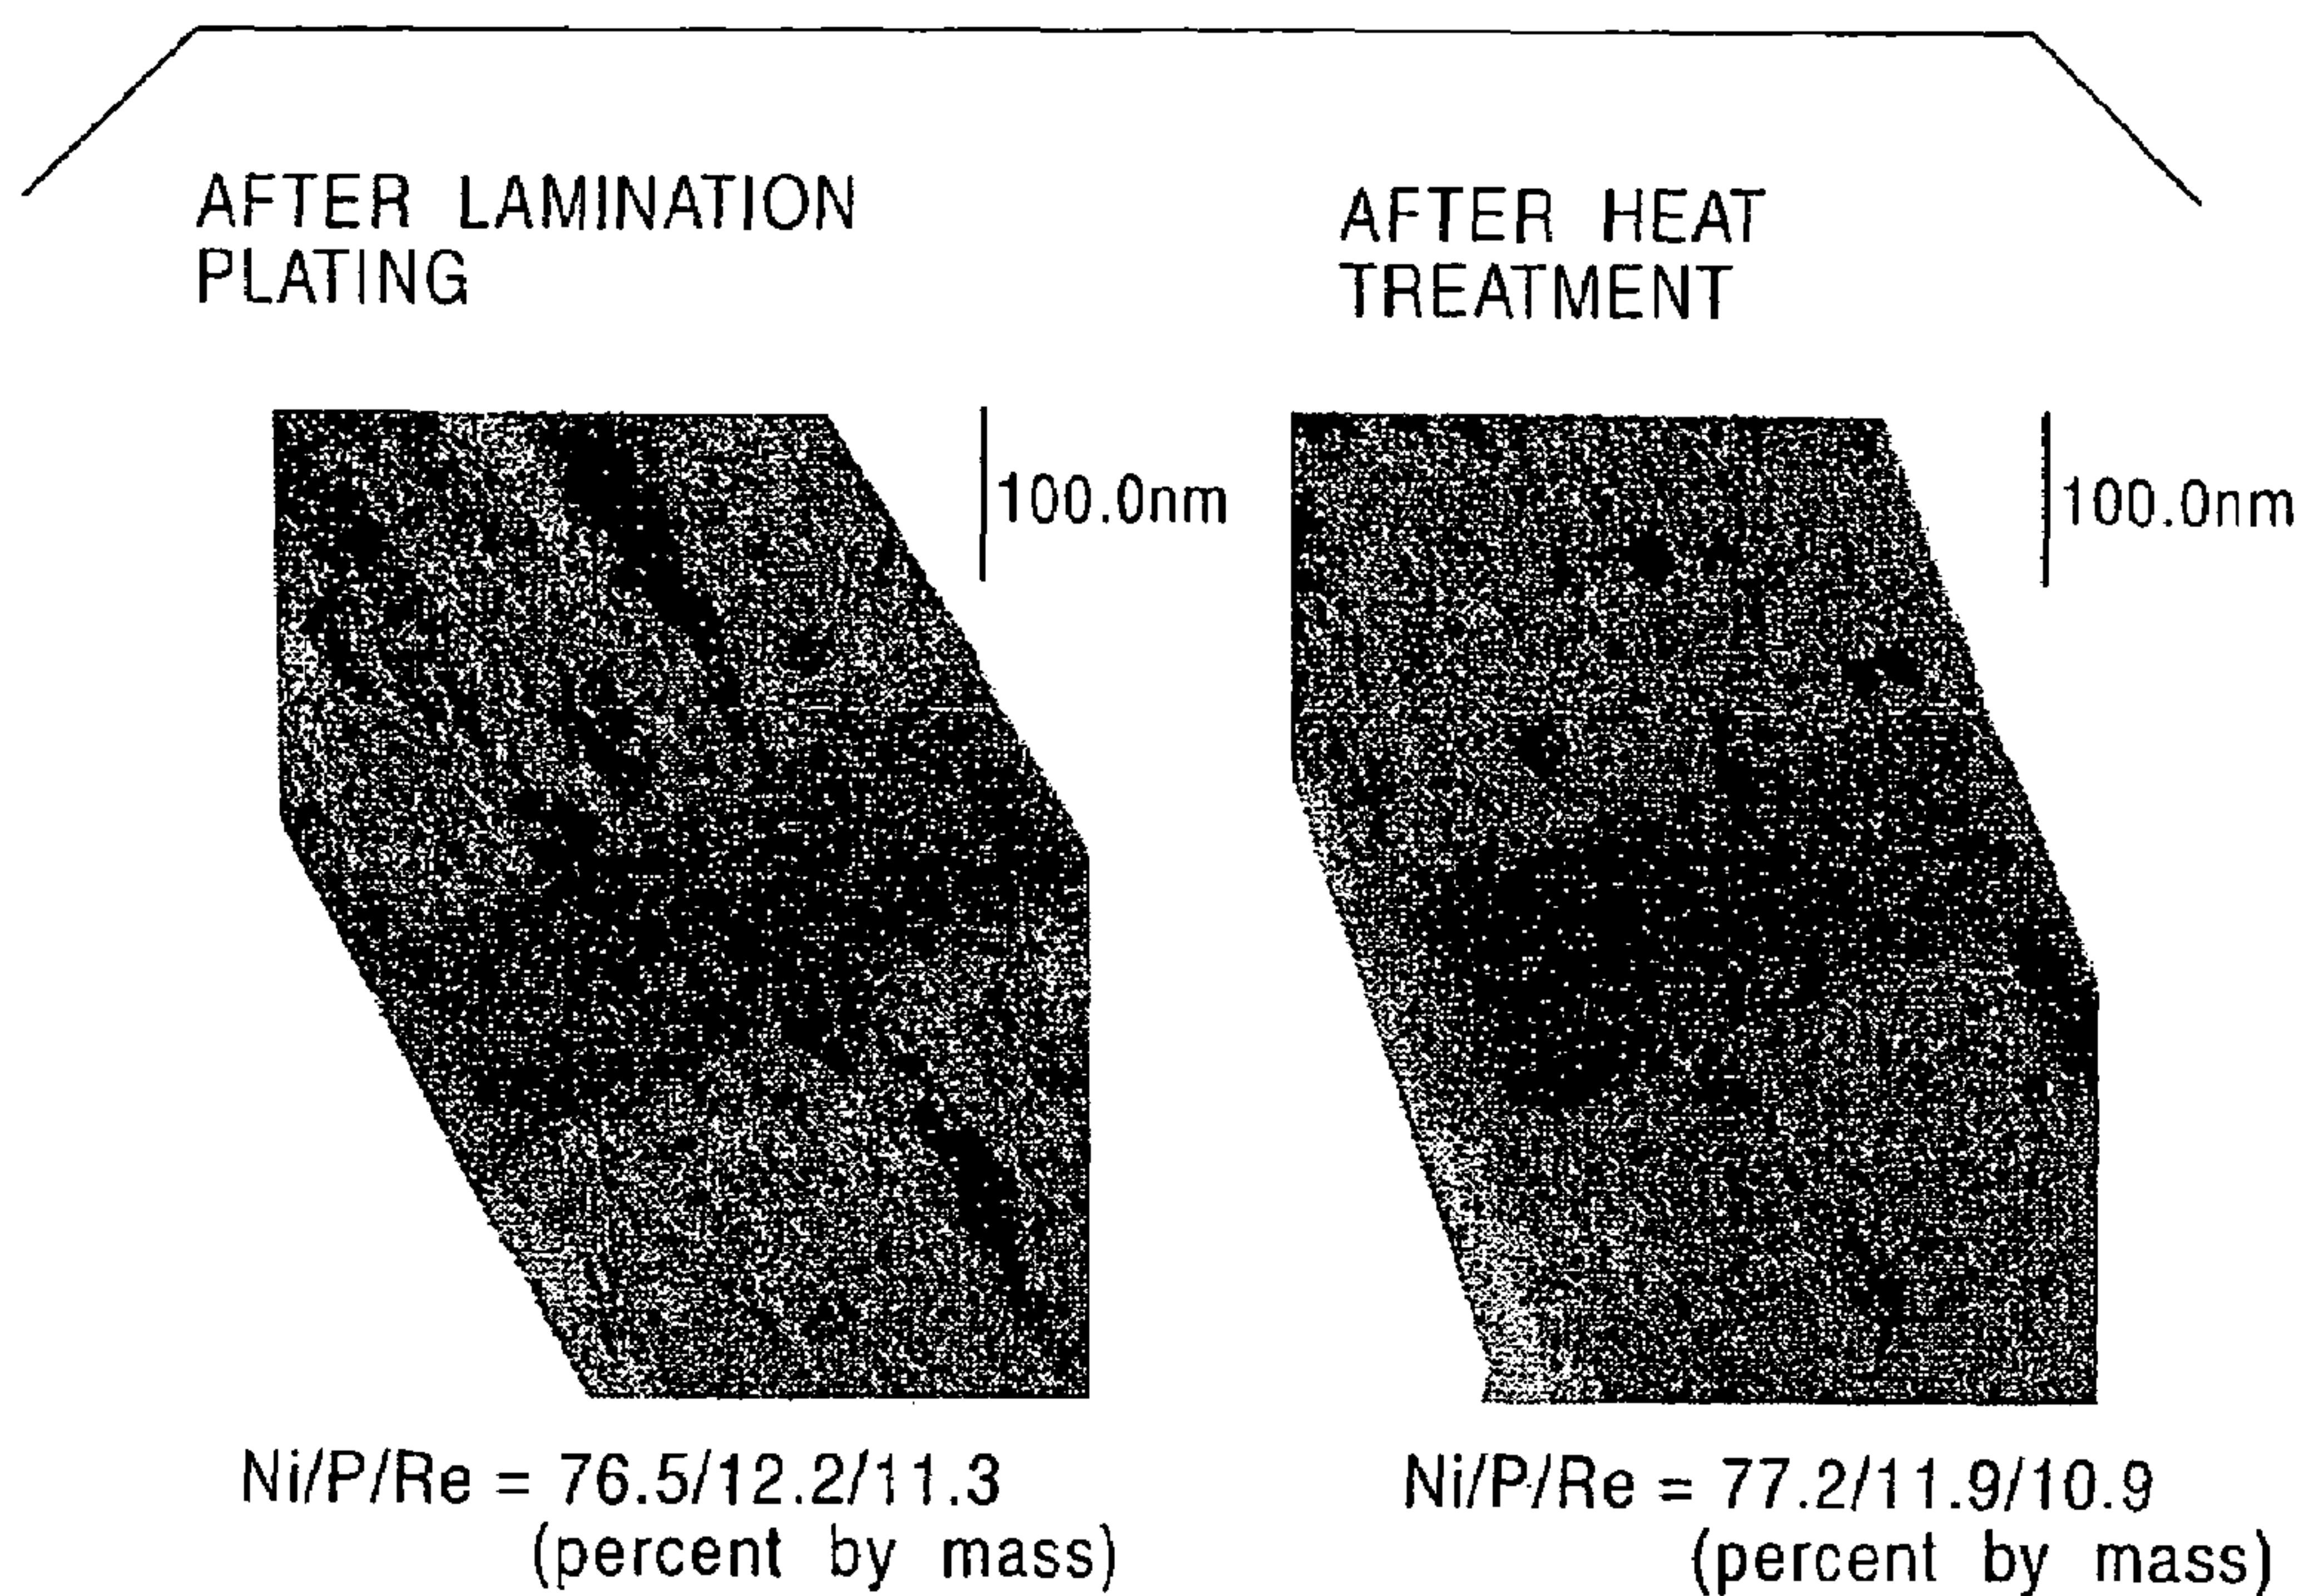 AFTER LAMINATION
PLATING
100.0nm
Ni/P/Re = 76.5/12.2/11.3
(percent by mass)
AFTER HEAT
TREATMENT
100.0nm
Ni/P/Re = 77.2/11.9/10.9
(percent by mass)